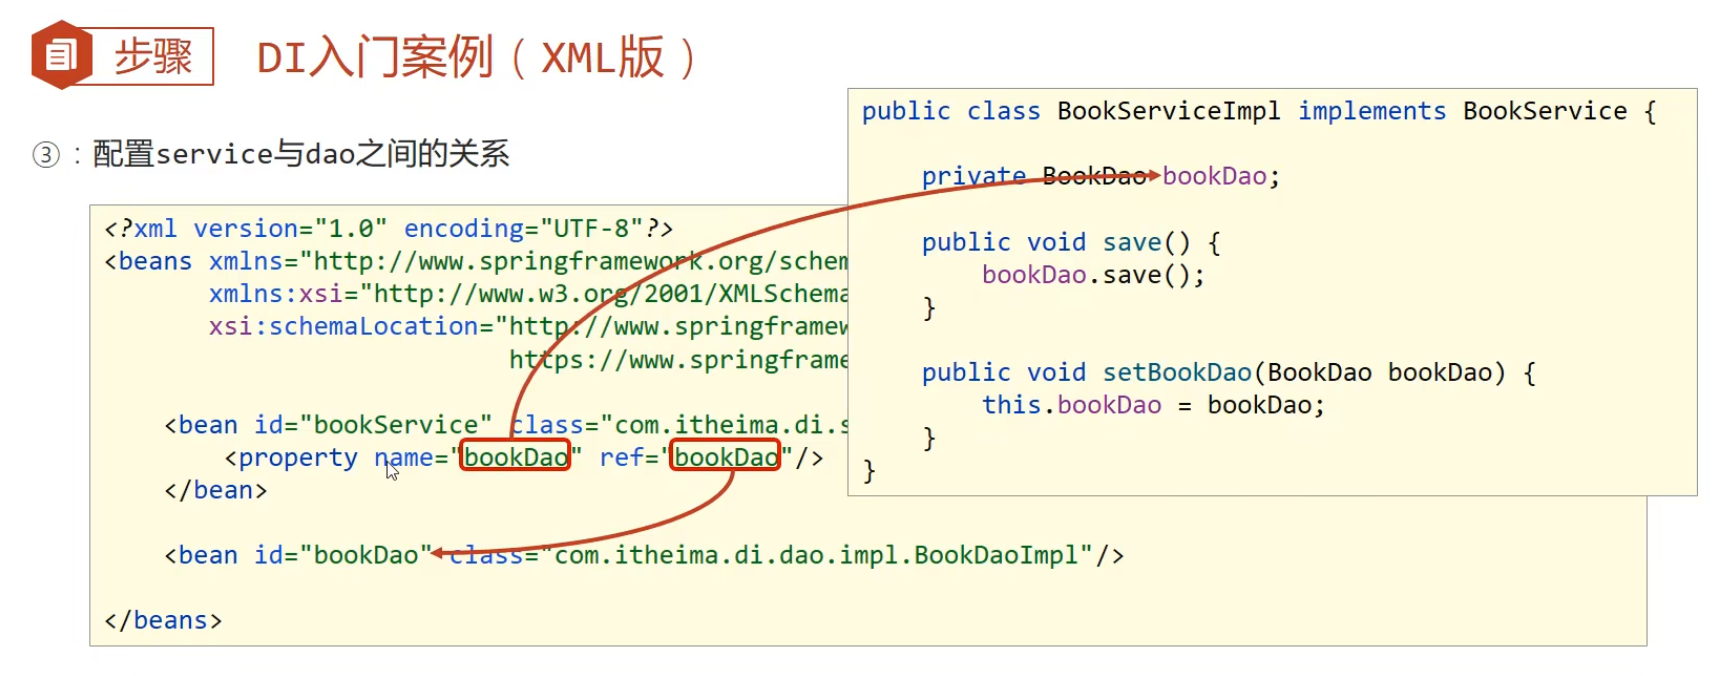 步骤
DI入门案例（XML版）
③：配置service与dao之间的关系
<?xml version="1.0" encoding="UTF-8"?>
<beans xmlns="http://www.springframework.org/schem
xmlns:xsi="http://www.w3.org/2001/XMLSchema
xsi:schemaLocation="http://www.springframew
https://www.springframe
<bean id="bookService" class="com.itheima.di.s
<property name="bookDao" ref="bookDao"/>
</bean>
<bean id="bookDao" class="com.itheima.di.dao.impl.BookDaoImpl"/>
</beans>
public class BookServiceImpl implements BookService {
private BookDao bookDao;
public void save() {
bookDao.save();
}
public void setBookDao(BookDao bookDao) {
this.bookDao = bookDao;
}
}